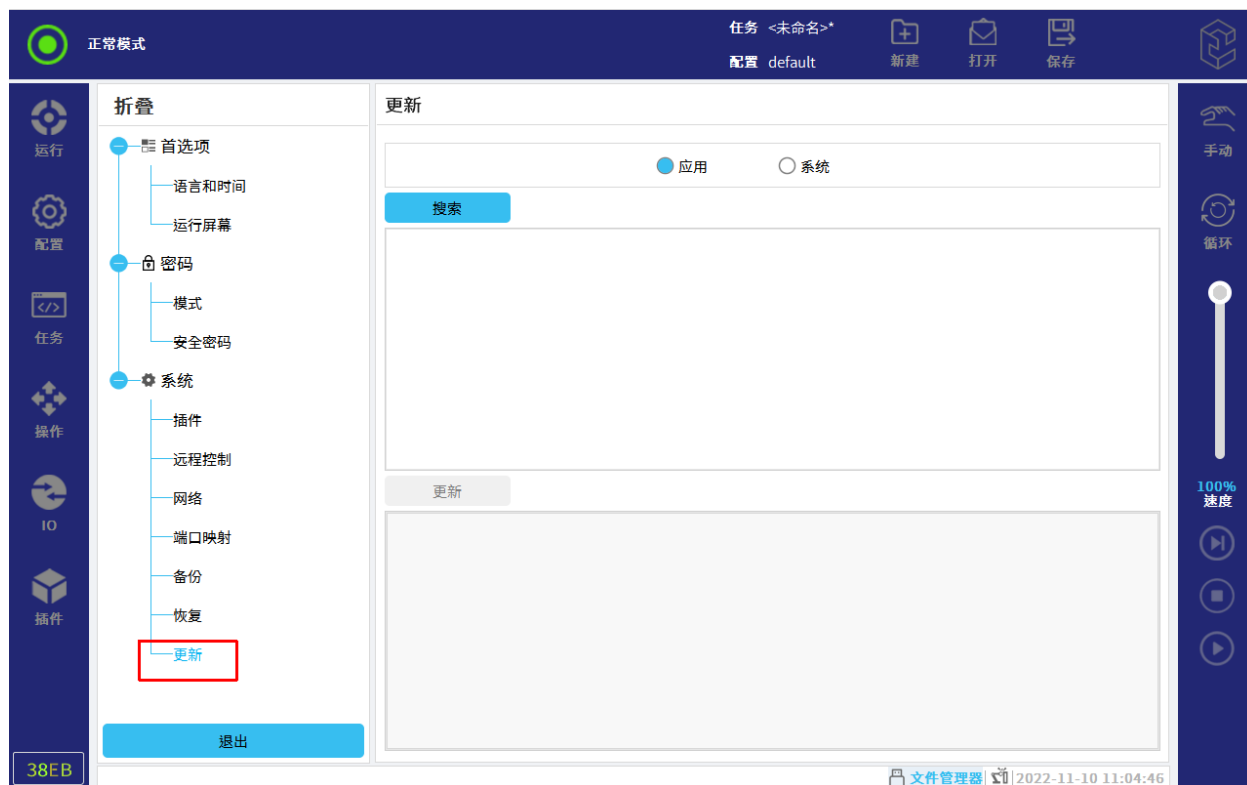 正常模式
任务 <未命名>*
配置 default
新建
打开
保存
运行
配置
任务
操作
IO
插件
38EB
折叠
首选项
语言和时间
运行屏幕
密码
模式
安全密码
系统
插件
远程控制
网络
端口映射
备份
恢复
更新
退出
更新
应用
系统
搜索
更新
手动
循环
100%
速度
文件管理器
2022-11-10 11:04:46